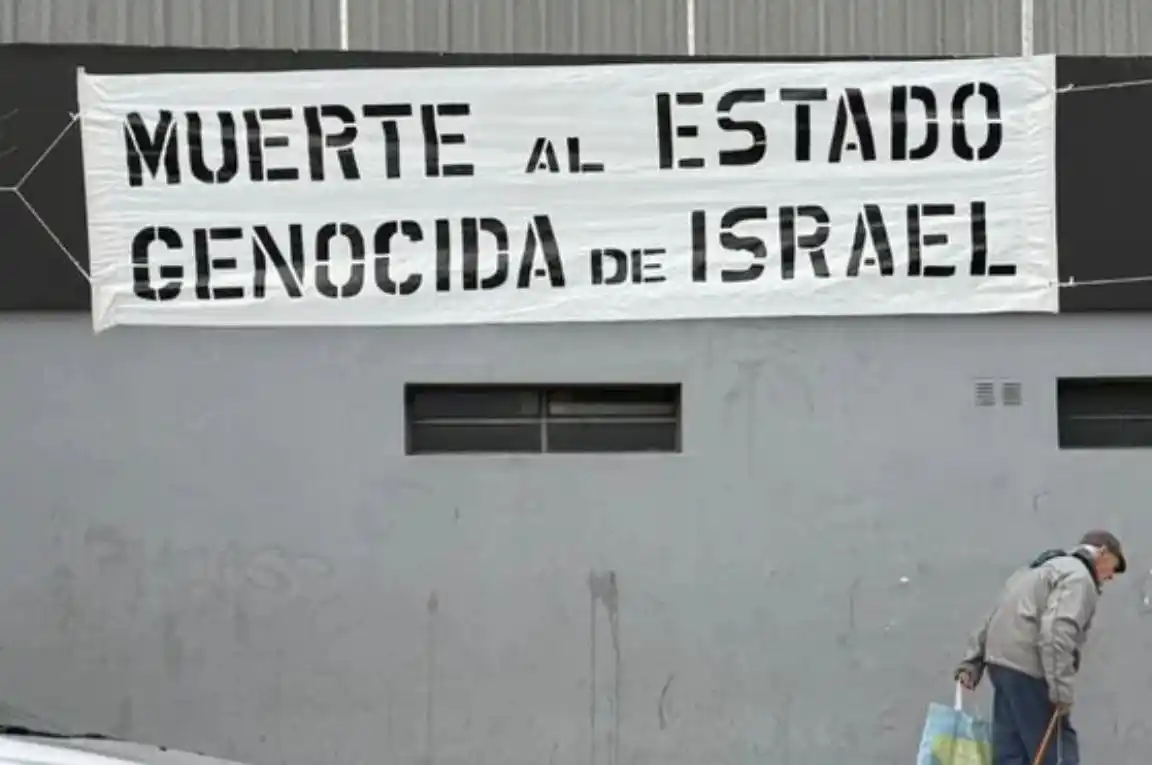 MUERTE AL ESTADO
GENOCIDA DE ISRAEL